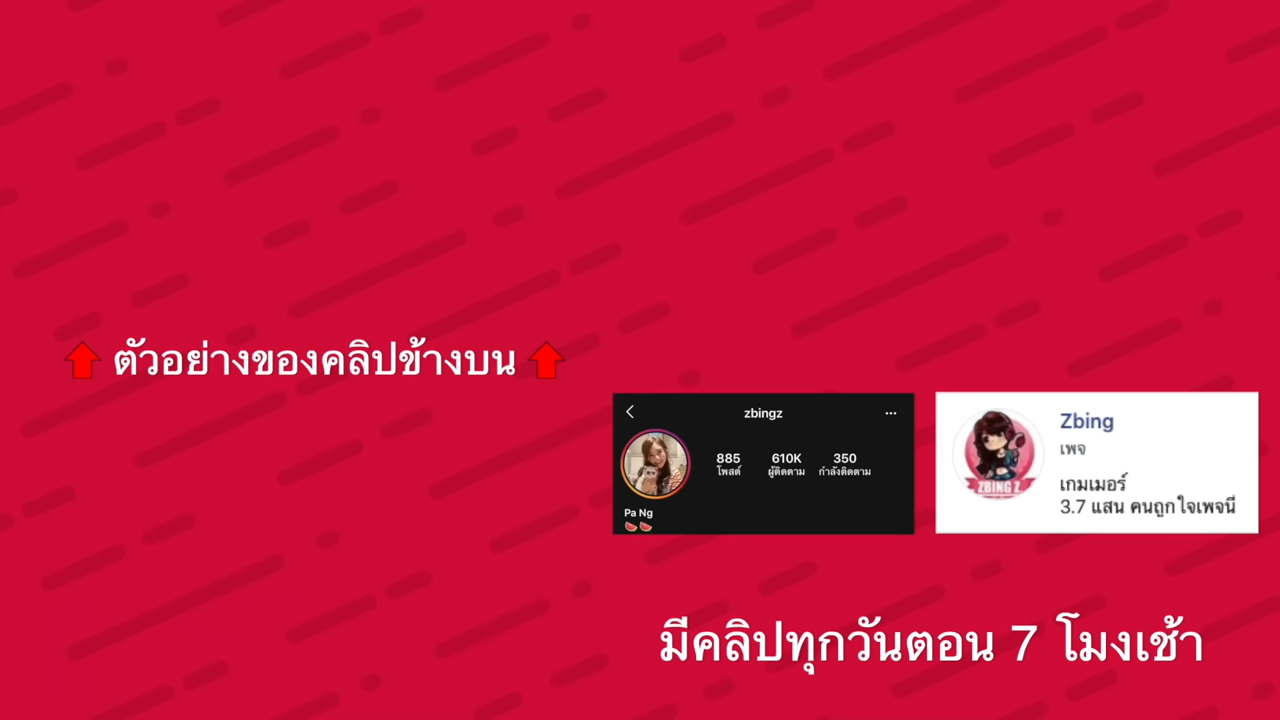 ตัวอย่างของคลิปข้างบน
zbingz
885 610K 350
โพสต์ ผู้ติดตาม กำลังติดตาม
Pa Ng
Zbing
เพจ
เกมเมอร์
3.7 แสน คนถูกใจเพจนี้
ZBING Z.
มีคลิปทุกวันตอน 7 โมงเช้า